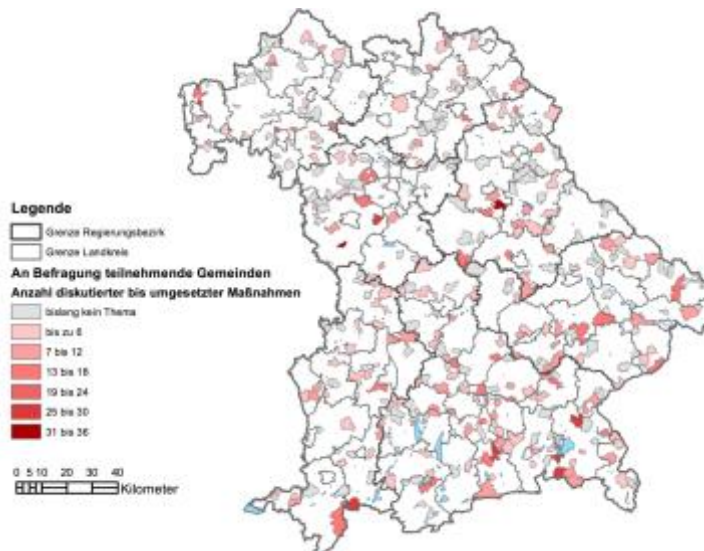 Legende
Grenze Regierungsbezirk
Grenze Landkreis
An Befragung teilnehmende Gemeinden
Anzahl diskutierter bis umgesetzter Maßnahmen
bislang kein Thema
bis zu 6
7 bis 12
13 bis 18
19 bis 24
25 bis 30
31 bis 36
0 5 10 20 30 40
Kilometer